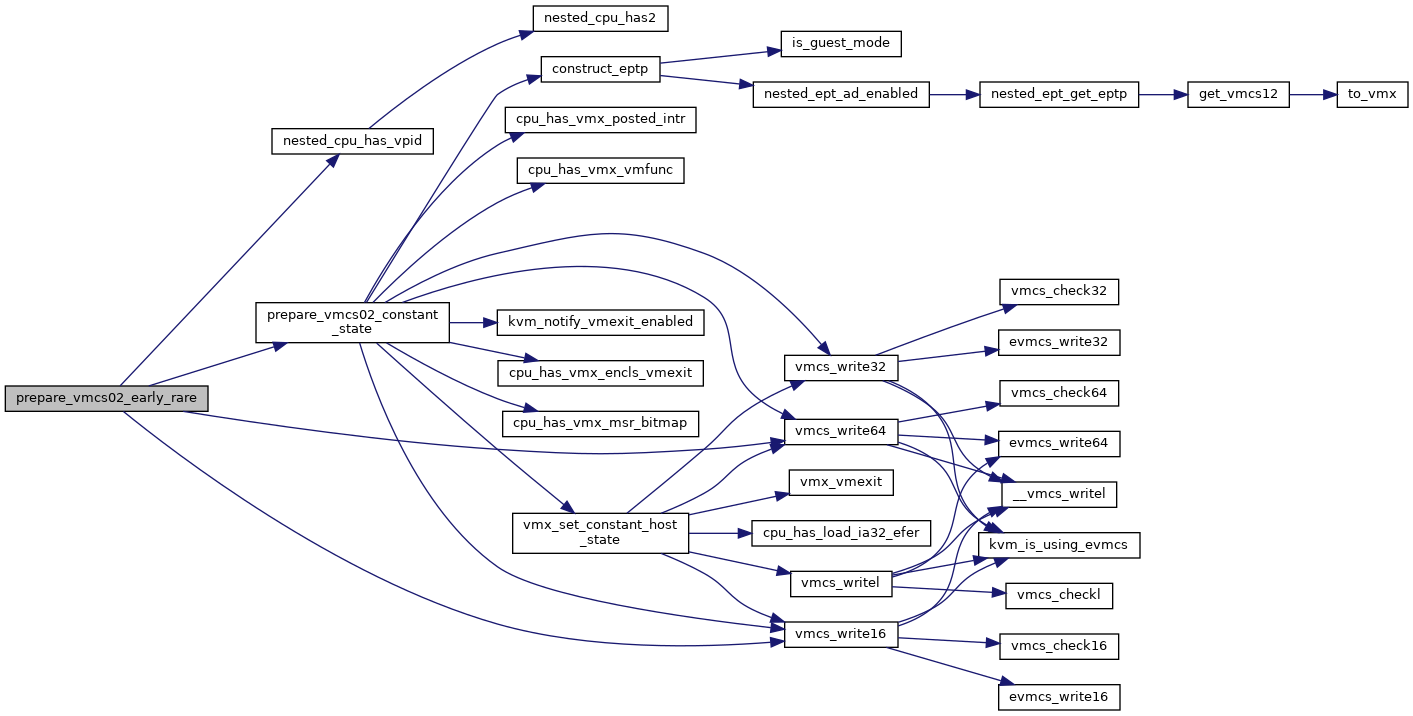 nested_cpu_has2
is_guest_mode
construct_eptp
nested_ept_ad_enabled
nested_ept_get_eptp
get_vmcs12
to_vmx
cpu_has_vmx_posted_intr
nested_cpu_has_vpid
cpu_has_vmx_vmfunc
vmcs_check32
prepare_vmcs02_constant
_state
kvm_notify_vmexit_enabled
evmcs_write32
vmcs_write32
cpu_has_vmx_encls_vmexit
vmcs_check64
prepare_vmcs02_early_rare
cpu_has_vmx_msr_bitmap
vmcs_write64
evmcs_write64
vmx_vmexit
__vmcs_writel
vmx_set_constant_host
_state
cpu_has_load_ia32_efer
kvm_is_using_evmcs
vmcs_writel
vmcs_checkl
vmcs_write16
vmcs_check16
evmcs_write16